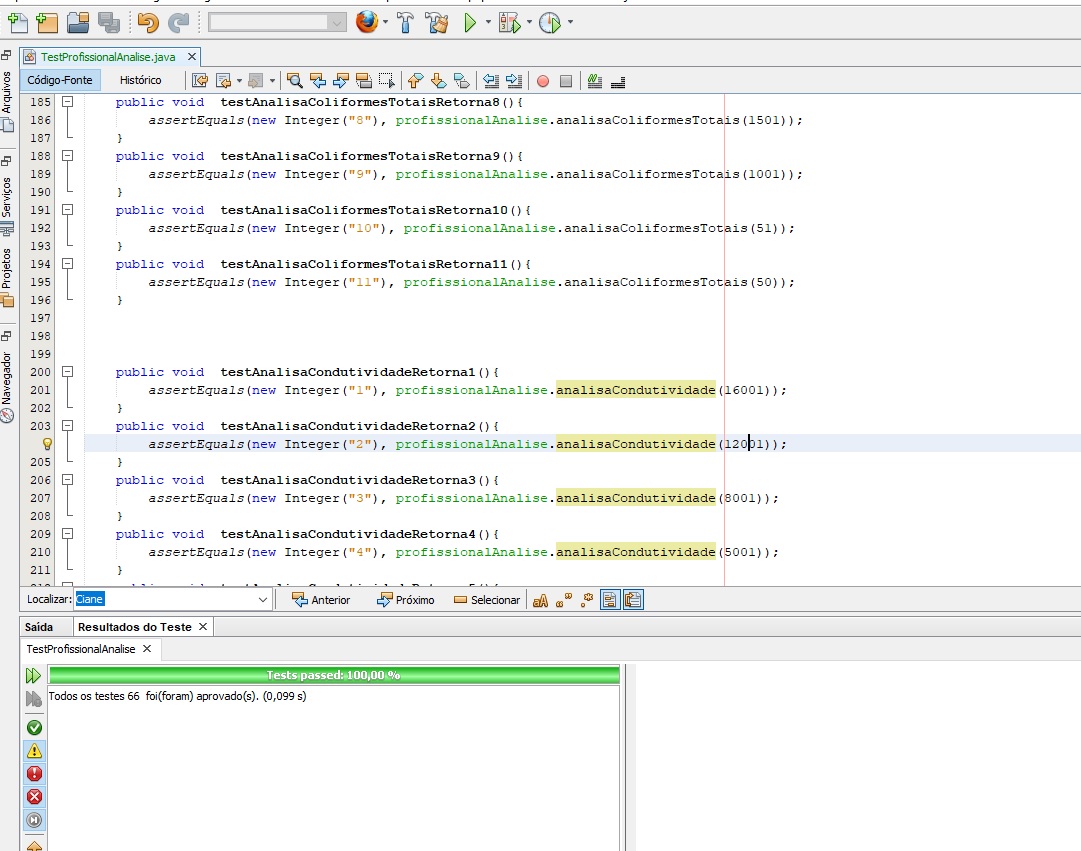 TestProfissionalAnalise.java
Código-Fonte Histórico
Arquivos
Serviços
Projetos
Navegador
185 public void testAnalisaColiformesTotaisRetorna8(){
186 assertEquals(new Integer("8"), profissionalAnalise.analisaColiformesTotais(1501));
187 }
188 public void testAnalisaColiformesTotaisRetorna9(){
189 assertEquals(new Integer("9"), profissionalAnalise.analisaColiformesTotais(1001));
190 }
191 public void testAnalisaColiformesTotaisRetorna10(){
192 assertEquals(new Integer("10"), profissionalAnalise.analisaColiformesTotais(51));
193 }
194 public void testAnalisaColiformesTotaisRetorna11(){
195 assertEquals(new Integer("11"), profissionalAnalise.analisaColiformesTotais(50));
196 }
197
198
199
200 public void testAnalisaCondutividadeRetorna1(){
201 assertEquals(new Integer("1"), profissionalAnalise.analisaCondutividade(16001));
202 }
203 public void testAnalisaCondutividadeRetorna2(){
assertEquals(new Integer("2"), profissionalAnalise.analisaCondutividade(12001));
205 }
206 public void testAnalisaCondutividadeRetorna3(){
207 assertEquals(new Integer("3"), profissionalAnalise.analisaCondutividade(8001));
208 }
209 public void testAnalisaCondutividadeRetorna4(){
210 assertEquals(new Integer("4"), profissionalAnalise.analisaCondutividade(5001));
211 }
Localizar: Ciane Anterior Próximo Selecionar
Saída Resultados do Teste
TestProfissionalAnalise
Tests passed: 100,00 %
Todos os testes 66 foi(foram) aprovado(s). (0,099 s)